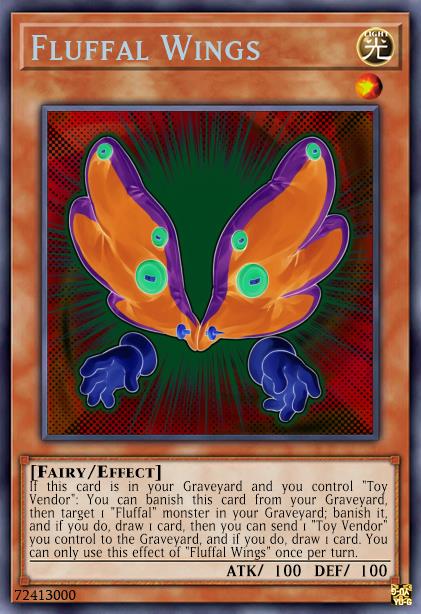 Fluffal Wings
LIGHT
光
[Fairy/Effect]
If this card is in your Graveyard and you control "Toy
Vendor": You can banish this card from your Graveyard,
then target 1 "Fluffal" monster in your Graveyard; banish it,
and if you do, draw 1 card, then you can send 1 "Toy Vendor"
you control to the Graveyard, and if you do, draw 1 card. You
can only use this effect of "Fluffal Wings" once per turn.
ATK/ 100 DEF/ 100
72413000